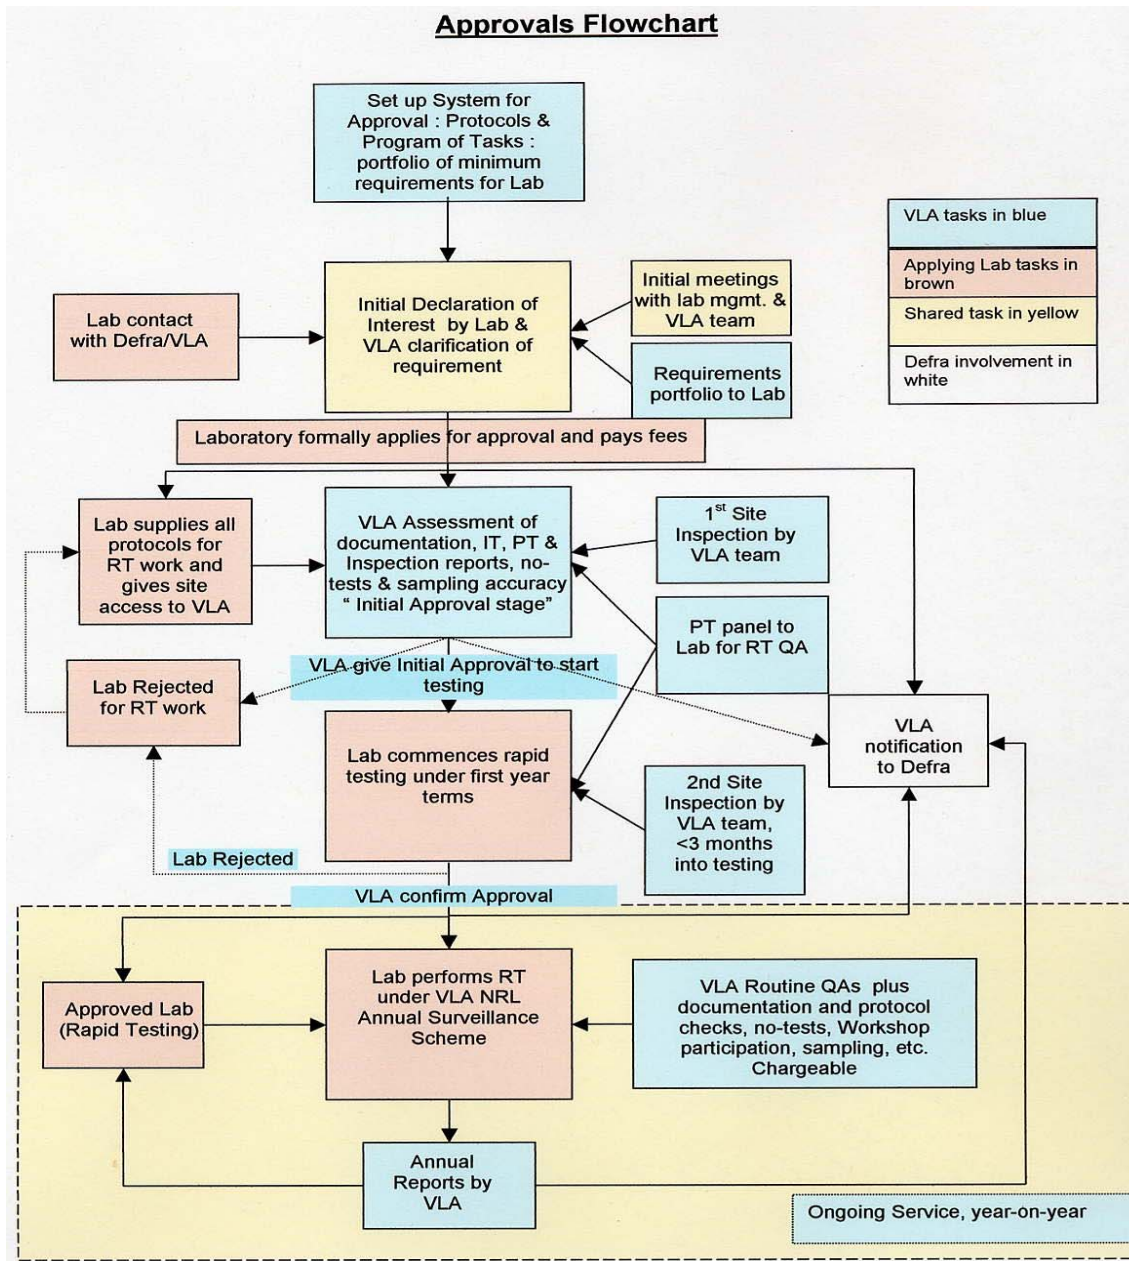 Approvals Flowchart
Set up System for
Approval : Protocols &
Program of Tasks :
portfolio of minimum
requirements for Lab
VLA tasks in blue
Applying Lab tasks in
brown
Shared task in yellow
Defra involvement in
white
Lab contact
with Defra/VLA
Initial Declaration of
Interest by Lab &
VLA clarification of
requirement
Initial meetings
with lab mgmt. &
VLA team
Requirements
portfolio to Lab
Laboratory formally applies for approval and pays fees
Lab supplies all
protocols for
RT work and
gives site
access to VLA
VLA Assessment of
documentation, IT, PT &
Inspection reports, no-
tests & sampling accuracy
“ Initial Approval stage”
1st Site
Inspection by
VLA team
PT panel to
Lab for RT QA
VLA give Initial Approval to start
testing
Lab Rejected
for RT work
VLA
notification
to Defra
Lab commences rapid
testing under first year
terms
2nd Site
Inspection by
VLA team,
<3 months
into testing
Lab Rejected
VLA confirm Approval
Approved Lab
(Rapid Testing)
Lab performs RT
under VLA NRL
Annual Surveillance
Scheme
VLA Routine QAs plus
documentation and protocol
checks, no-tests, Workshop
participation, sampling, etc.
Chargeable
Annual
Reports by
VLA
Ongoing Service, year-on-year